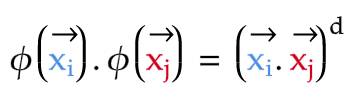 ϕ(x⃗ᵢ) . ϕ(x⃗ⱼ) = (x⃗ᵢ . x⃗ⱼ)ᵈ